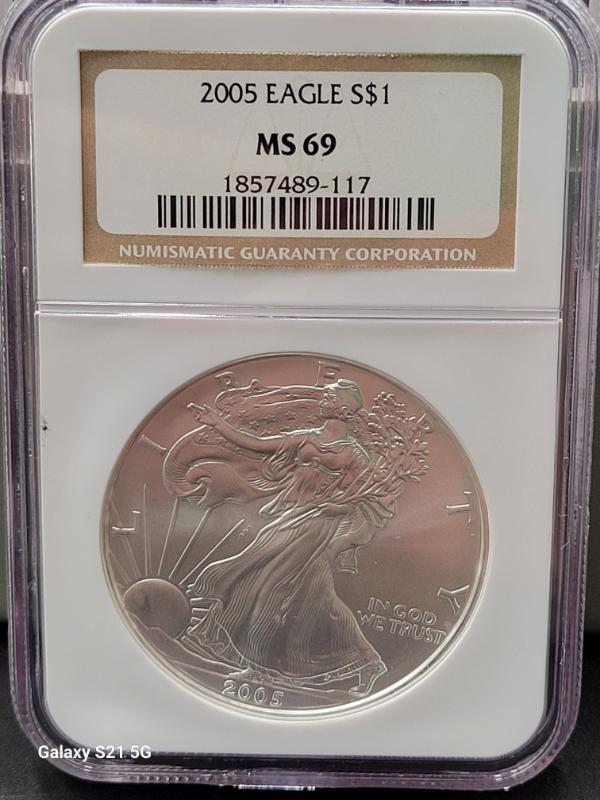 2005 EAGLE S$1
MS 69
1857489-117
NUMISMATIC GUARANTY CORPORATION
LIBERTY
IN GOD
WE TRUST
2005
Galaxy S21 5G